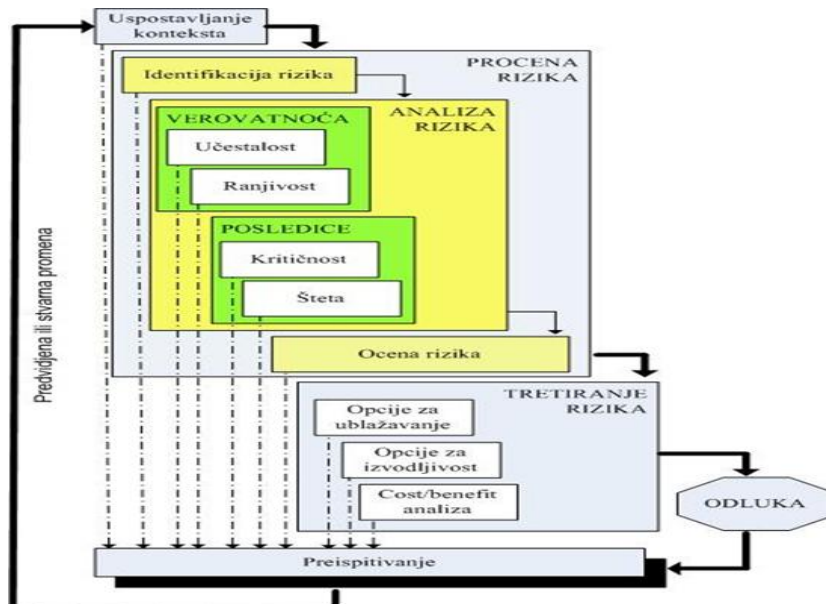 Uspostavljanje
konteksta
PROCENA
RIZIKA
Identifikacija rizika
ANALIZA
RIZIKA
VEROVATNOĆA
Učestalost
Ranjivost
POSLEDICE
Kritičnost
Šteta
Ocena rizika
TRETIRANJE
RIZIKA
Opcije za
ublažavanje
Opcije za
izvodljivost
Cost/benefit
analiza
ODLUKA
Preispitivanje
Predvidjena ili stvarna promena